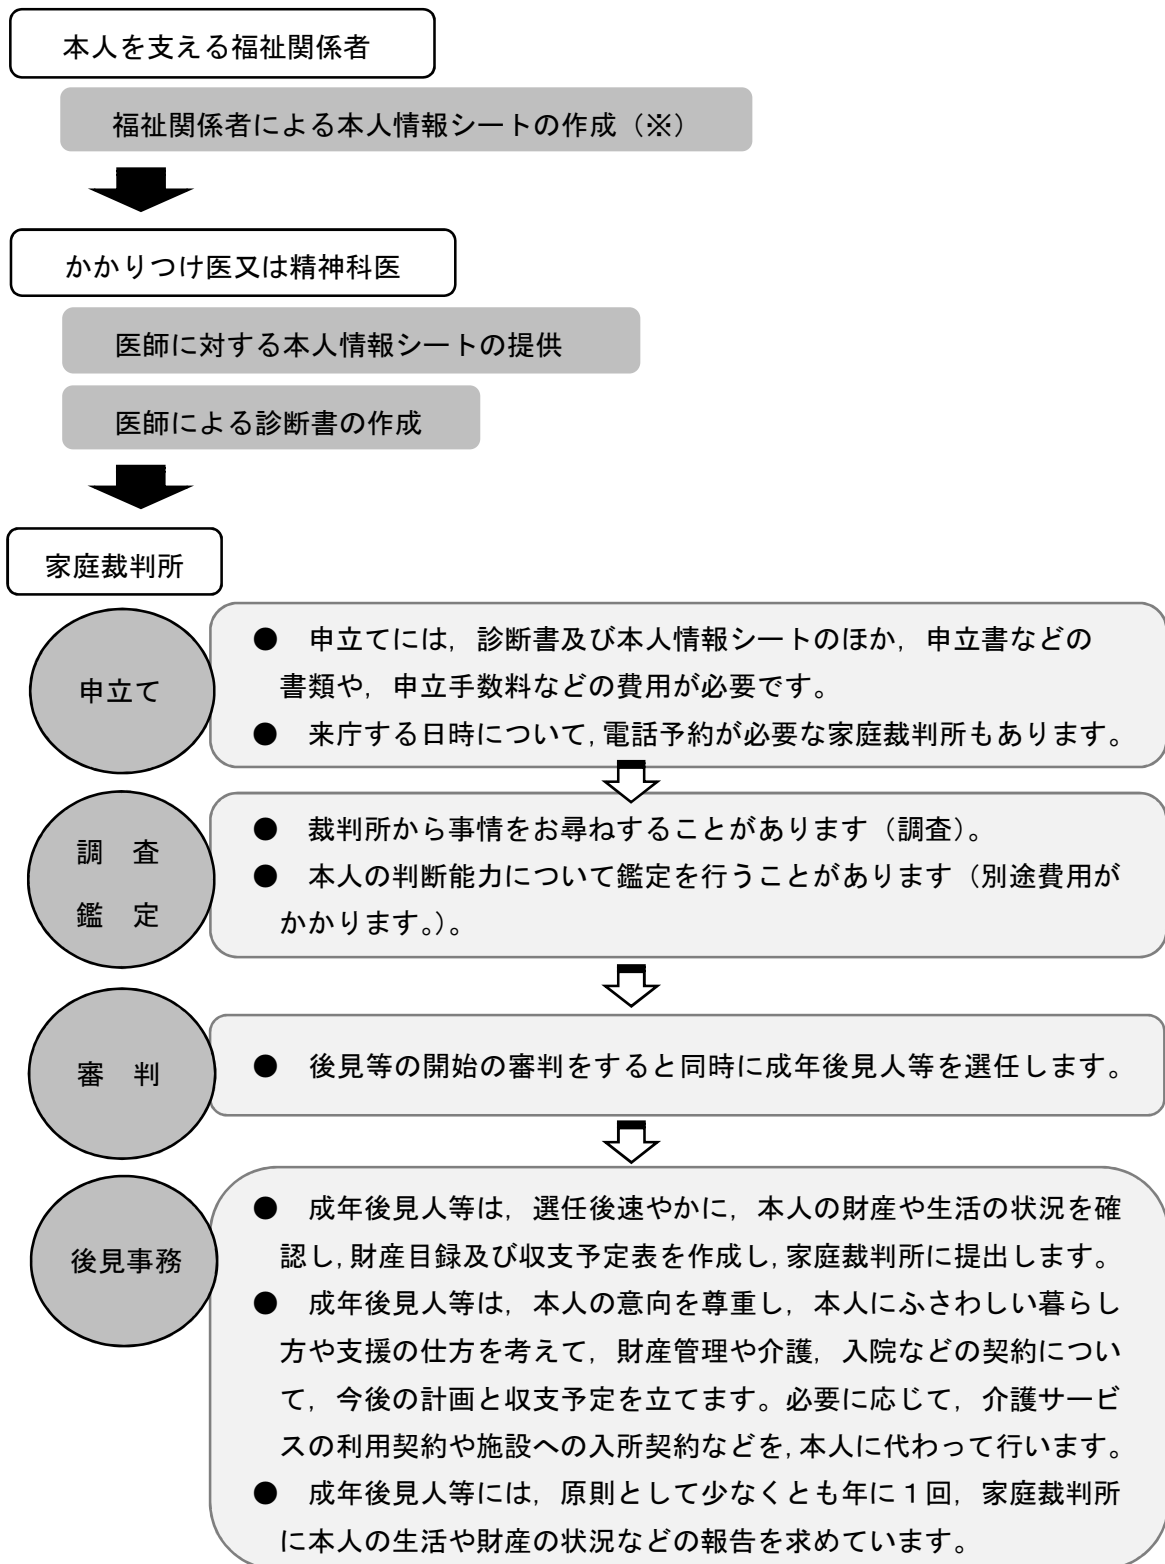 本人を支える福祉関係者
福祉関係者による本人情報シートの作成（※）
かかりつけ医又は精神科医
医師に対する本人情報シートの提供
医師による診断書の作成
家庭裁判所
申立て
● 申立てには，診断書及び本人情報シートのほか，申立書などの
書類や，申立手数料などの費用が必要です。
● 来庁する日時について，電話予約が必要な家庭裁判所もあります。
調　査
鑑　定
● 裁判所から事情をお尋ねすることがあります（調査）。
● 本人の判断能力について鑑定を行うことがあります（別途費用が
かかります。）。
審　判
● 後見等の開始の審判をすると同時に成年後見人等を選任します。
後見事務
● 成年後見人等は，選任後速やかに，本人の財産や生活の状況を確
認し，財産目録及び収支予定表を作成し，家庭裁判所に提出します。
● 成年後見人等は，本人の意向を尊重し，本人にふさわしい暮らし
方や支援の仕方を考えて，財産管理や介護，入院などの契約につい
て，今後の計画と収支予定を立てます。必要に応じて，介護サービ
スの利用契約や施設への入所契約などを，本人に代わって行います。
● 成年後見人等には，原則として少なくとも年に１回，家庭裁判所
に本人の生活や財産の状況などの報告を求めています。